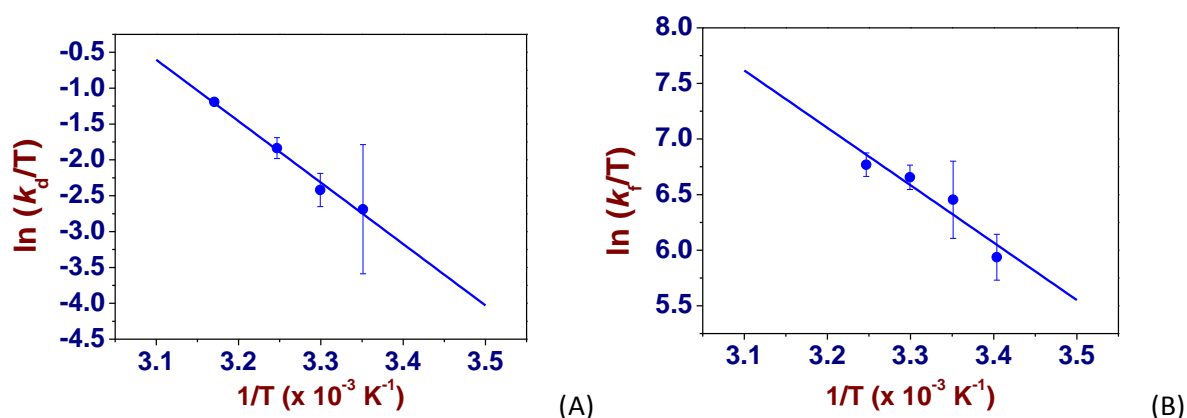 -0.5
-1.0
-1.5
-2.0
-2.5
-3.0
-3.5
-4.0
-4.5
ln (k_d/T)
3.1 3.2 3.3 3.4 3.5
1/T (x 10⁻³ K⁻¹)
(A)
8.0
7.5
7.0
6.5
6.0
5.5
ln (k_f/T)
3.1 3.2 3.3 3.4 3.5
1/T (x 10⁻³ K⁻¹)
(B)